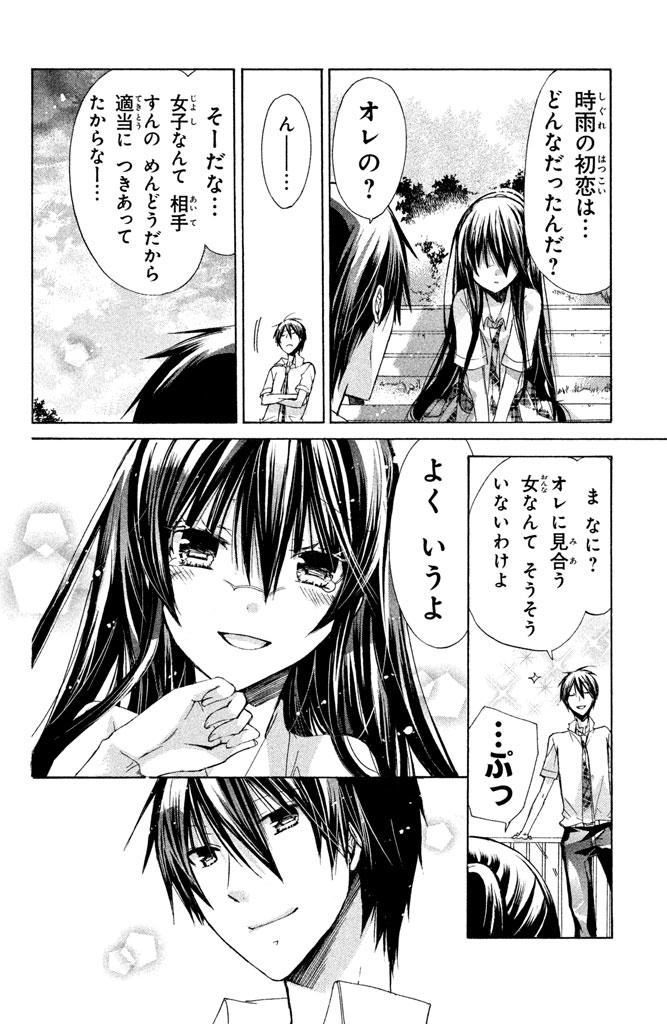 時雨の初恋は…
どんなだったんだ?
オレの?
んーー…
そーだな…
女子なんて 相手
すんの めんどうだから
適当に つきあって
たからなー…
ま なに?
オレに見合う
女なんて そうそう
いないわけよ
…ぷっ
よく いうよ